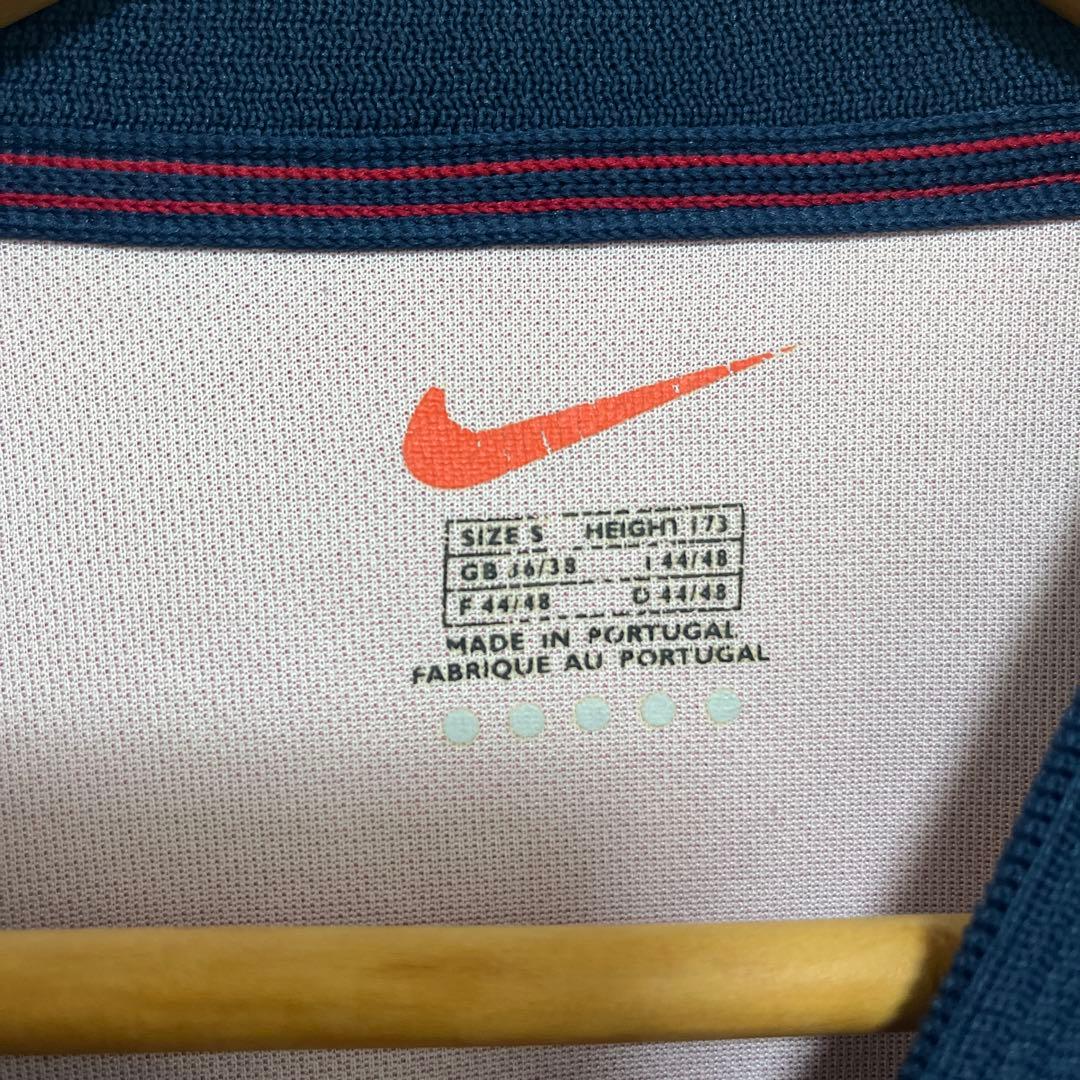 SIZE S HEIGHT 173
GB 36/38 I 44/48
F 44/48 D 44/48
MADE IN PORTUGAL
FABRIQUE AU PORTUGAL